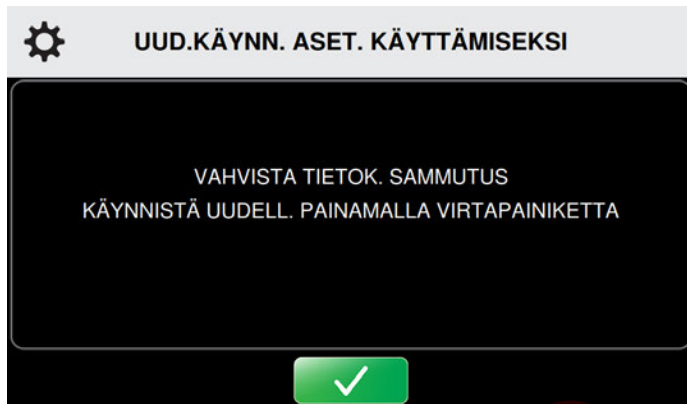 UUD.KÄYNN. ASET. KÄYTTÄMISEKSI
VAHVISTA TIETOK. SAMMUTUS
KÄYNNISTÄ UUDELL. PAINAMALLA VIRTAPAINIKETTA